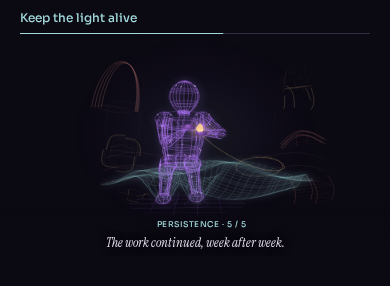 Keep the light alive
PERSISTENCE · 5 / 5
The work continued, week after week.